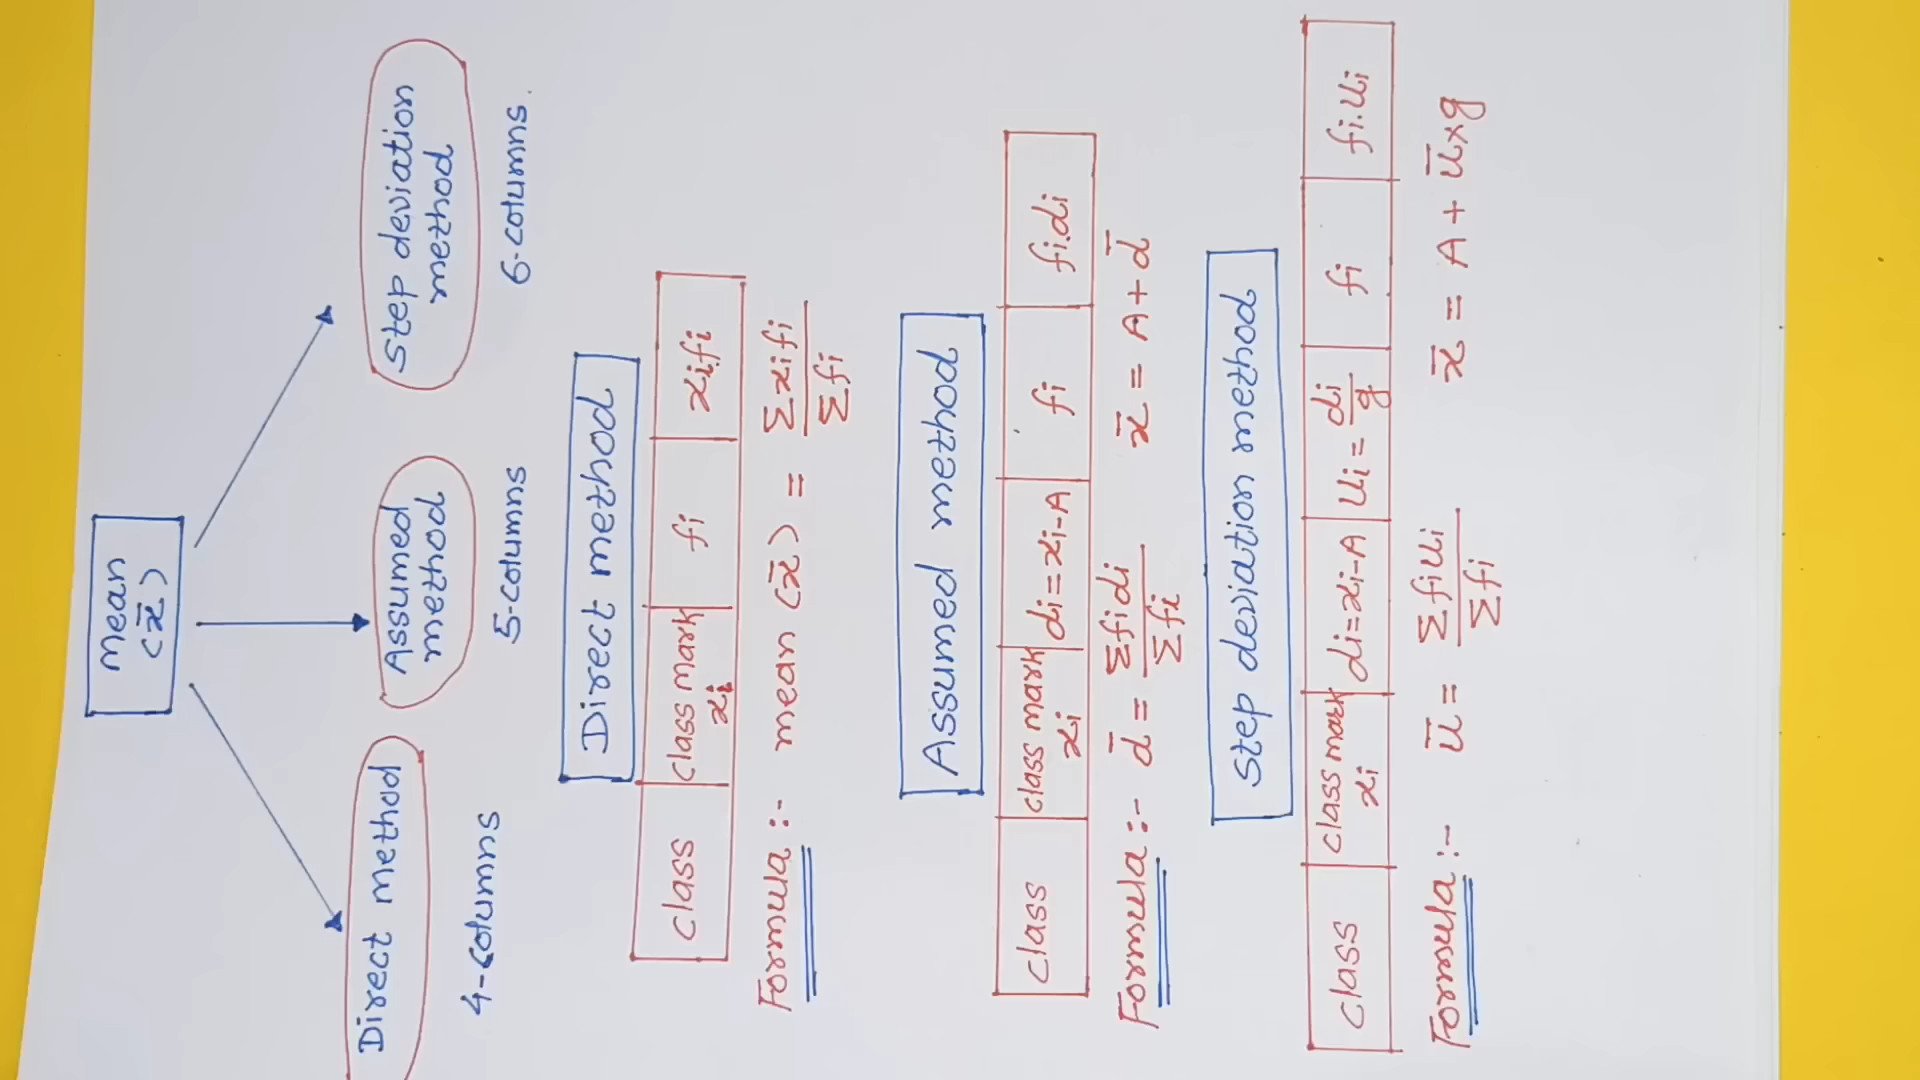 Mean
(x̄)
Direct method
Assumed
method
Step deviation
method
4-columns
5-columns
6-columns.
Direct method
class | class mark xi | fi | xifi
Formula :- mean (x̄) = Σxifi / Σfi
Assumed method
class | class mark xi | di=xi-A | fi | fi.di
Formula :- d̄ = Σfidi / Σfi x̄ = A+d̄
Step deviation method
class | class mark xi | di=xi-A | ui = di/g | fi | fi.ui
Formula :- ū = Σfiui / Σfi x̄ = A+ū×g